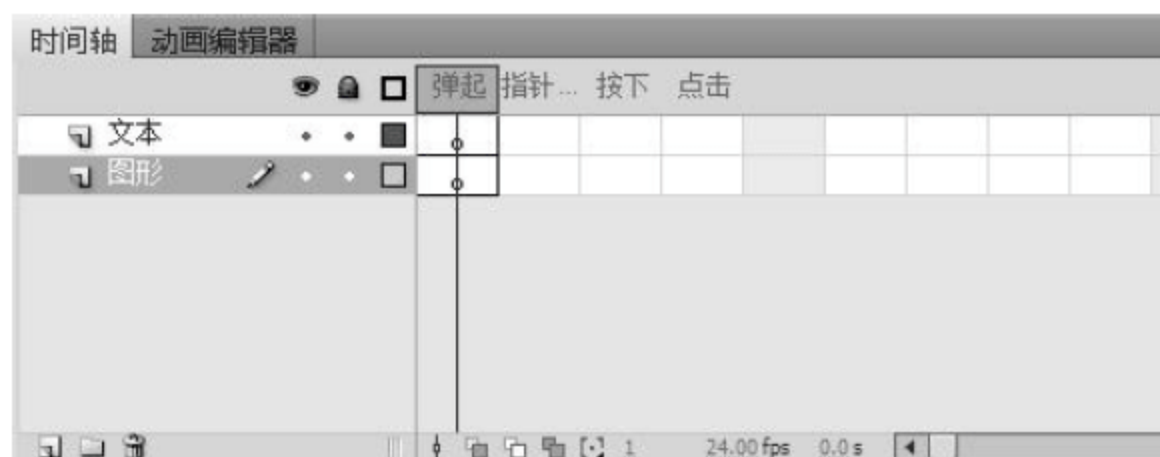 时间轴 动画编辑器
弹起 指针... 按下 点击
文本
图形
1 24.00 fps 0.0 s